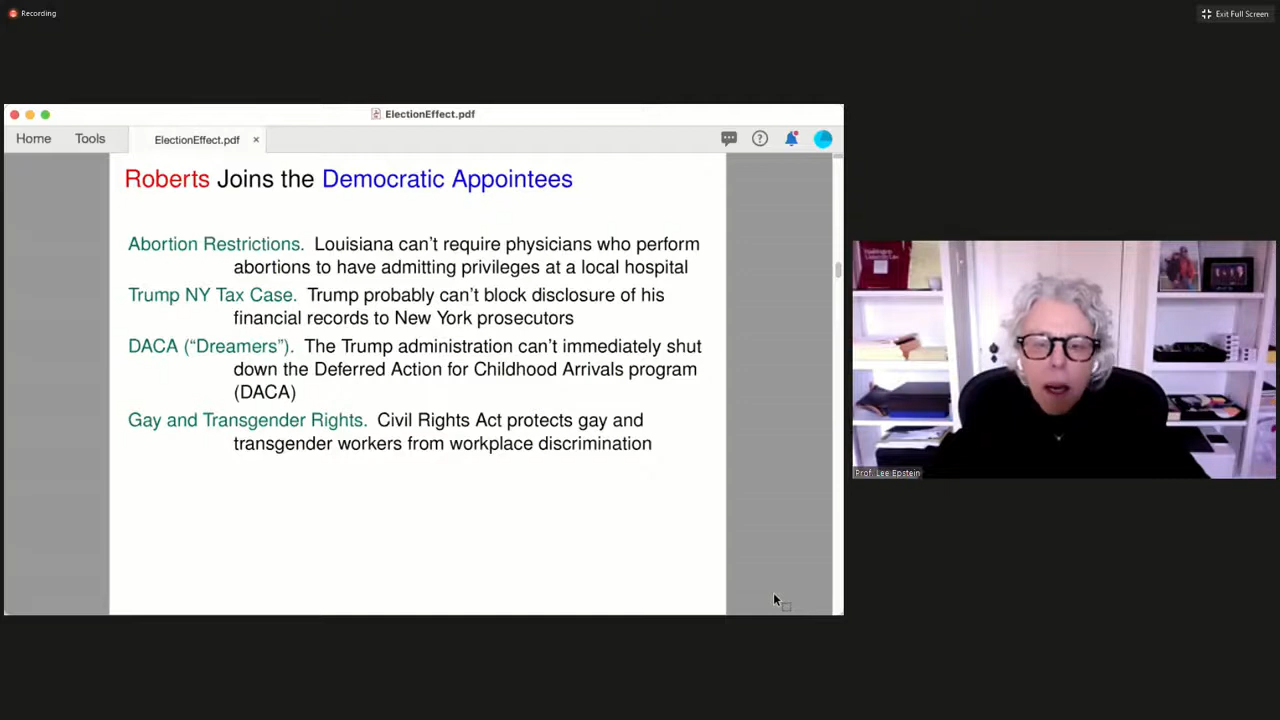 Recording
Exit Full Screen
ElectionEffect.pdf
Home Tools ElectionEffect.pdf ×
Roberts Joins the Democratic Appointees
Abortion Restrictions. Louisiana can't require physicians who perform
abortions to have admitting privileges at a local hospital
Trump NY Tax Case. Trump probably can't block disclosure of his
financial records to New York prosecutors
DACA (“Dreamers”). The Trump administration can't immediately shut
down the Deferred Action for Childhood Arrivals program
(DACA)
Gay and Transgender Rights. Civil Rights Act protects gay and
transgender workers from workplace discrimination
Prof. Lee Epstein